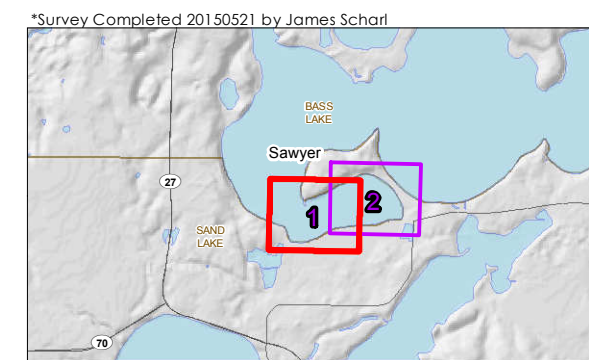 *Survey Completed 20150521 by James Scharl
BASS
LAKE
Sawyer
27
2
1
SAND
LAKE
70